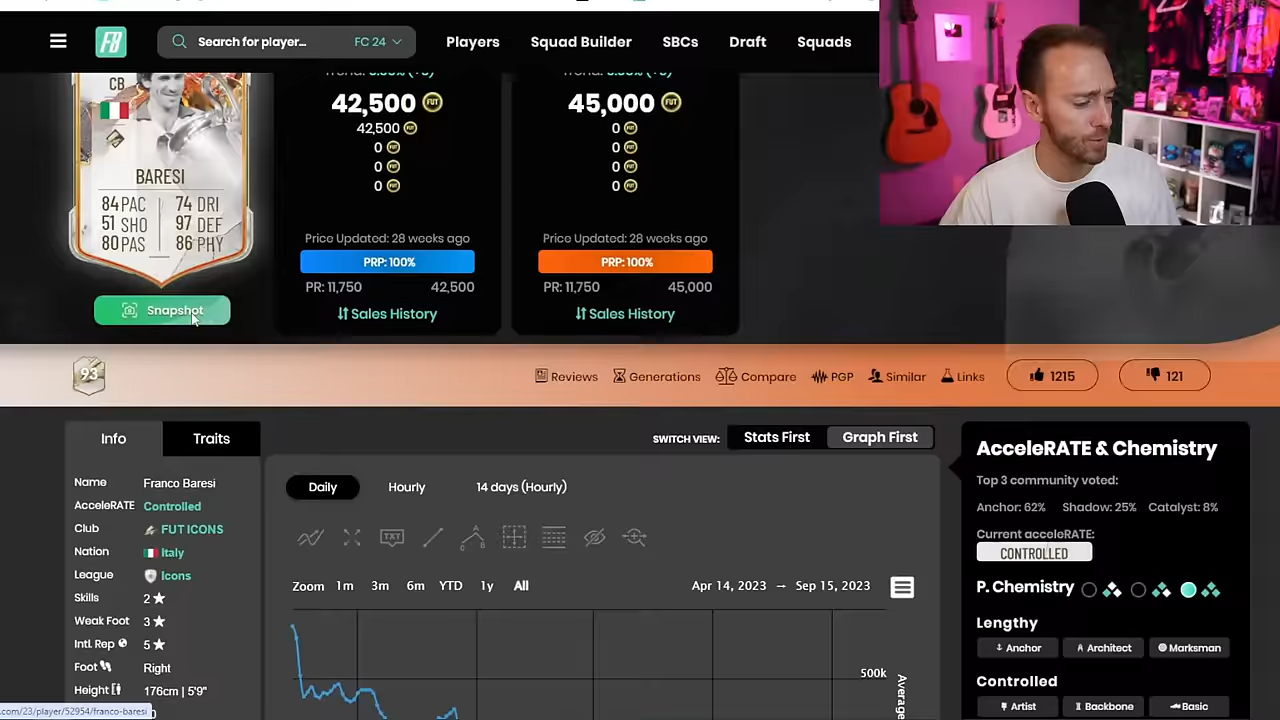 FB
Search for player...
FC 24
Players
Squad Builder
SBCs
Draft
Squads
CB
BARESI
84 PAC
74 DRI
51 SHO
97 DEF
80 PAS
86 PHY
Snapshot
42,500
42,500
0
0
0
Price Updated: 28 weeks ago
PRP: 100%
PR: 11,750
42,500
Sales History
45,000
0
0
0
0
Price Updated: 28 weeks ago
PRP: 100%
PR: 11,750
45,000
Sales History
93
Reviews
Generations
Compare
PGP
Similar
Links
1215
121
Info
Traits
Name
Franco Baresi
AcceleRATE
Controlled
Club
FUT ICONS
Nation
Italy
League
Icons
Skills
2
Weak Foot
3
Intl. Rep
5
Foot
Right
Height
176cm | 5'9"
SWITCH VIEW:
Stats First
Graph First
Daily
Hourly
14 days (Hourly)
TXT
Zoom
1m
3m
6m
YTD
1y
All
Apr 14, 2023 → Sep 15, 2023
500k
Average
AcceleRATE & Chemistry
Top 3 community voted:
Anchor: 62%
Shadow: 25%
Catalyst: 8%
Current acceleRATE:
CONTROLLED
P. Chemistry
Lengthy
Anchor
Architect
Marksman
Controlled
Artist
Backbone
Basic
.com/23/player/52954/franco-baresi